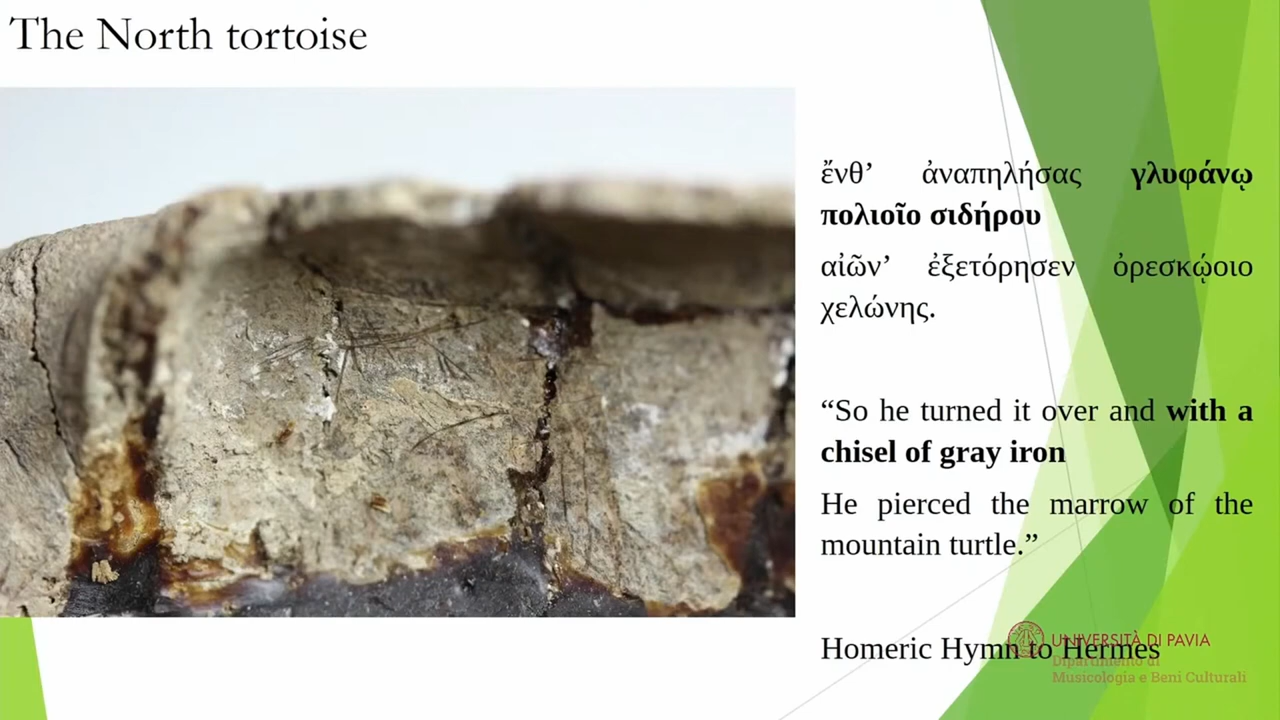 The North tortoise
ἔνθ’ ἀναπηλήσας γλυφάνῳ
πολιοῖο σιδήρου
αἰῶν’ ἐξετόρησεν ὀρεσκῴοιο
χελώνης.
“So he turned it over and with a
chisel of gray iron
He pierced the marrow of the
mountain turtle.”
Homeric Hymn to Hermes
UNIVERSITÀ DI PAVIA
Dipartimento di
Musicologia e Beni Culturali